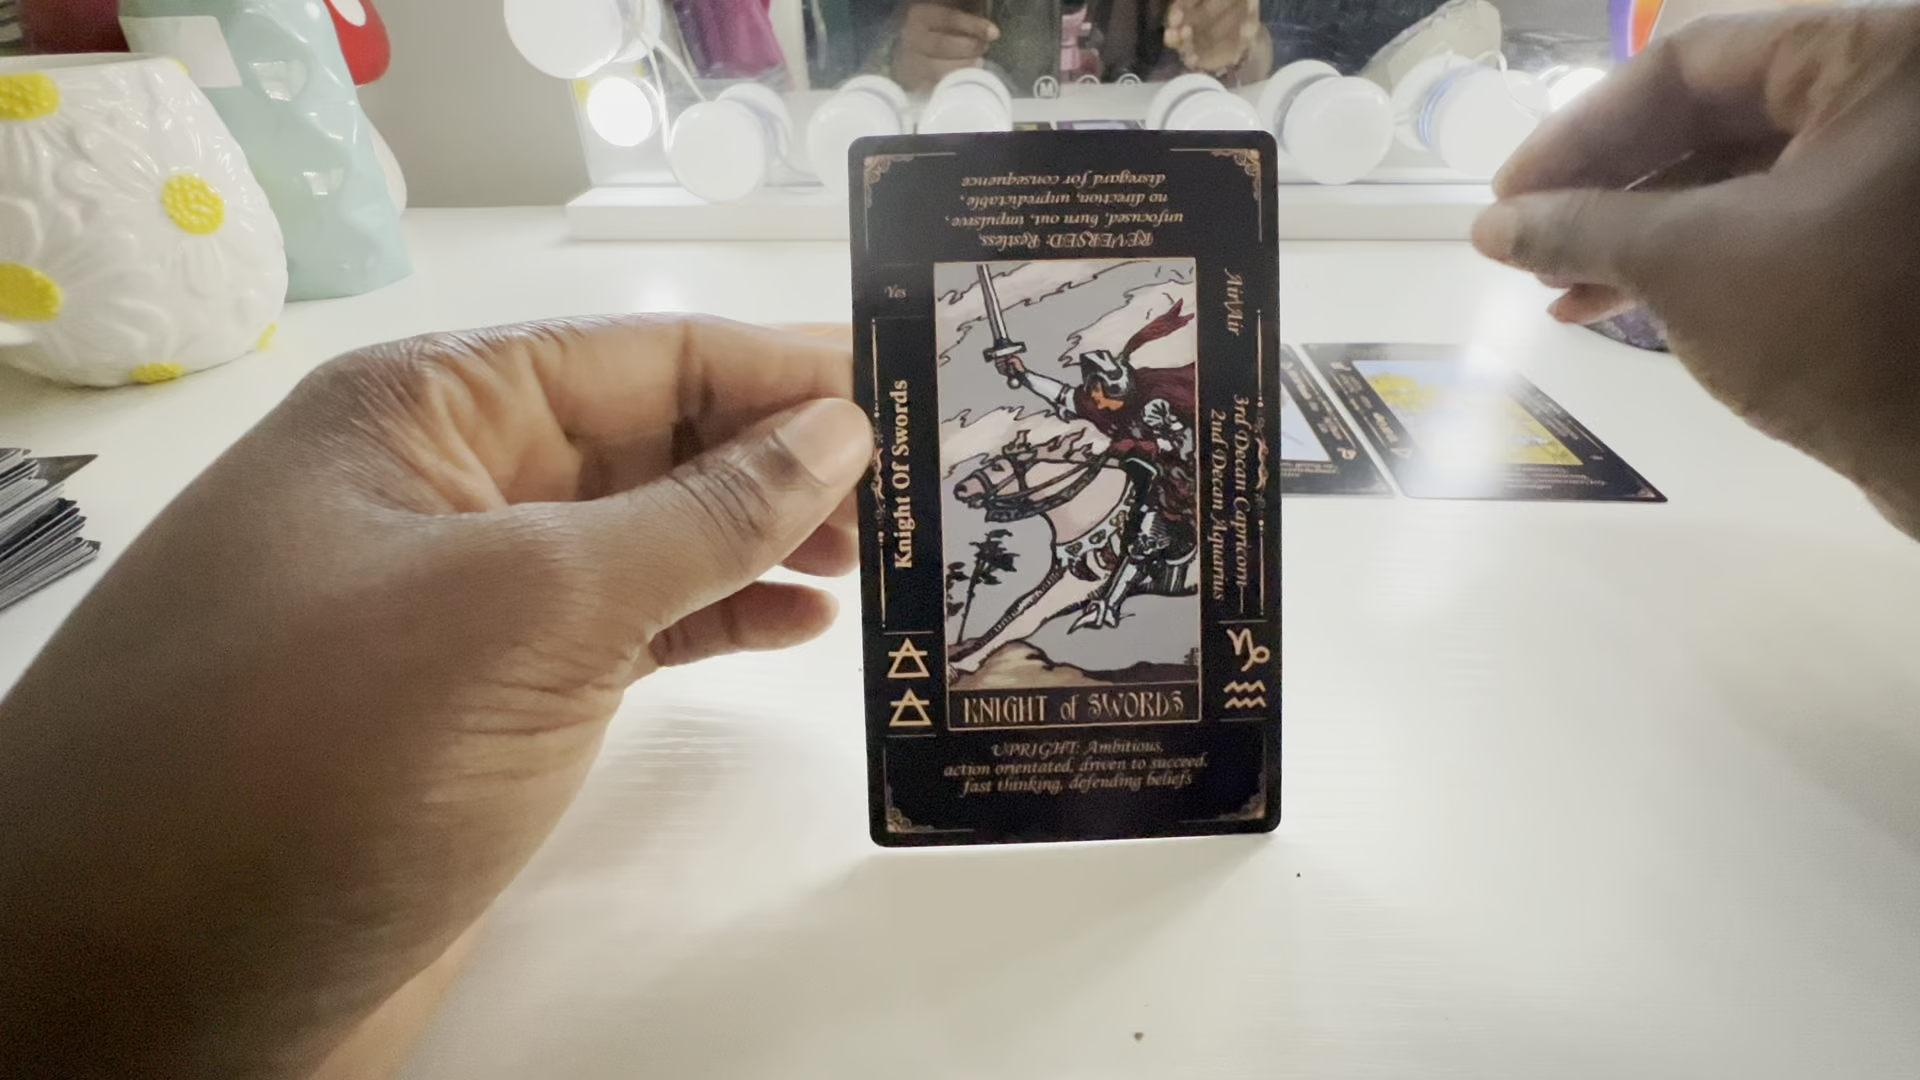 disregard for consequence
no direction, unpredictable,
unfocused, burn out, impulsive,
REVERSED: Restless,
Yes
Air/Air
Knight Of Swords
3rd Decan Capricorn—
2nd Decan Aquarius
KNIGHT of SWORDS
UPRIGHT: Ambitious,
action orientated, driven to succeed,
fast thinking, defending beliefs
M